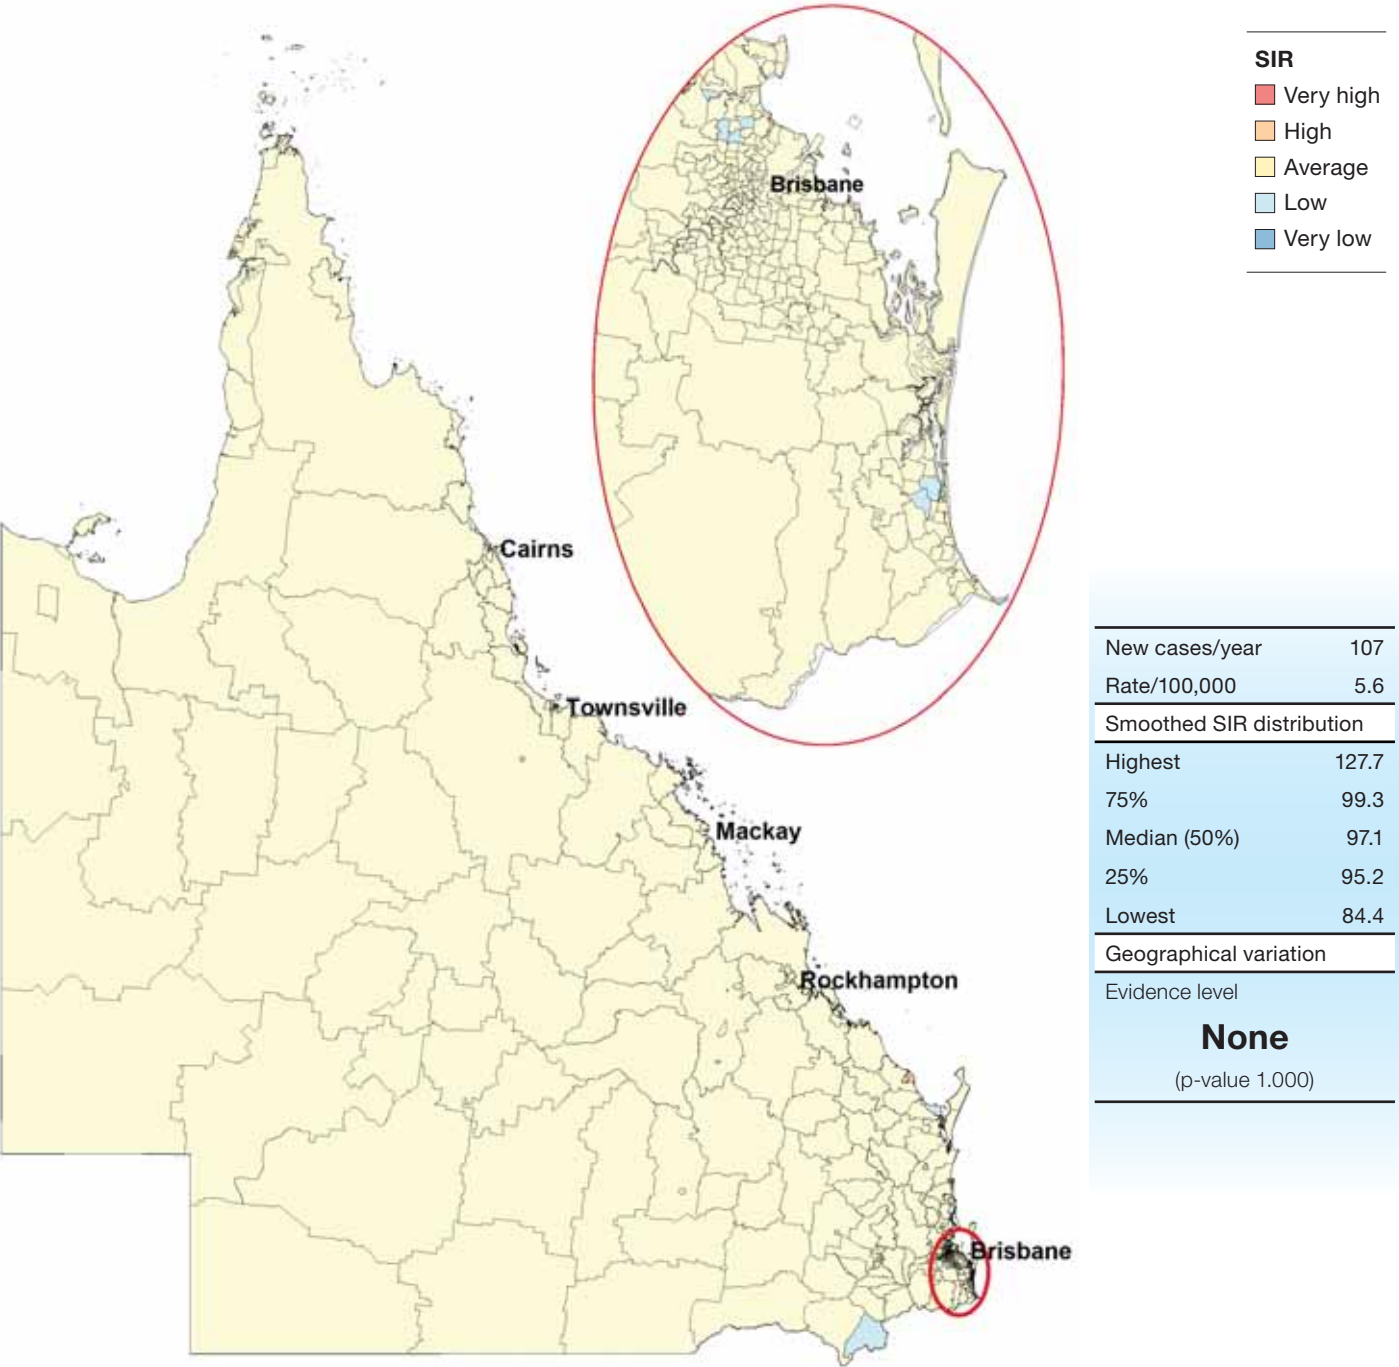 Brisbane
Cairns
Townsville
Mackay
Rockhampton
Brisbane
SIR
Very high
High
Average
Low
Very low
New cases/year 107
Rate/100,000 5.6
Smoothed SIR distribution
Highest 127.7
75% 99.3
Median (50%) 97.1
25% 95.2
Lowest 84.4
Geographical variation
Evidence level
None
(p-value 1.000)